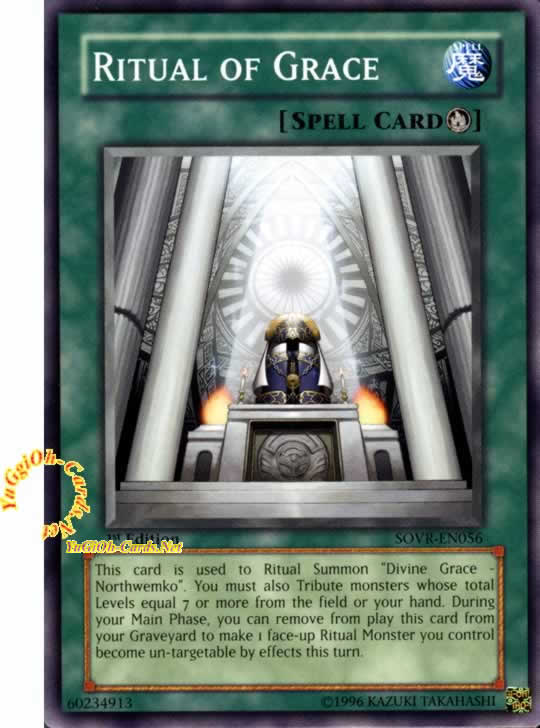 Ritual of Grace
魔
[Spell Card]
1st Edition
SOVR-EN056
YuGiOh-Cards.Net
YuGiOh-Cards.Net
This card is used to Ritual Summon "Divine Grace -
Northwemko". You must also Tribute monsters whose total
Levels equal 7 or more from the field or your hand. During
your Main Phase, you can remove from play this card from
your Graveyard to make 1 face-up Ritual Monster you control
become un-targetable by effects this turn.
60234913
©1996 KAZUKI TAKAHASHI